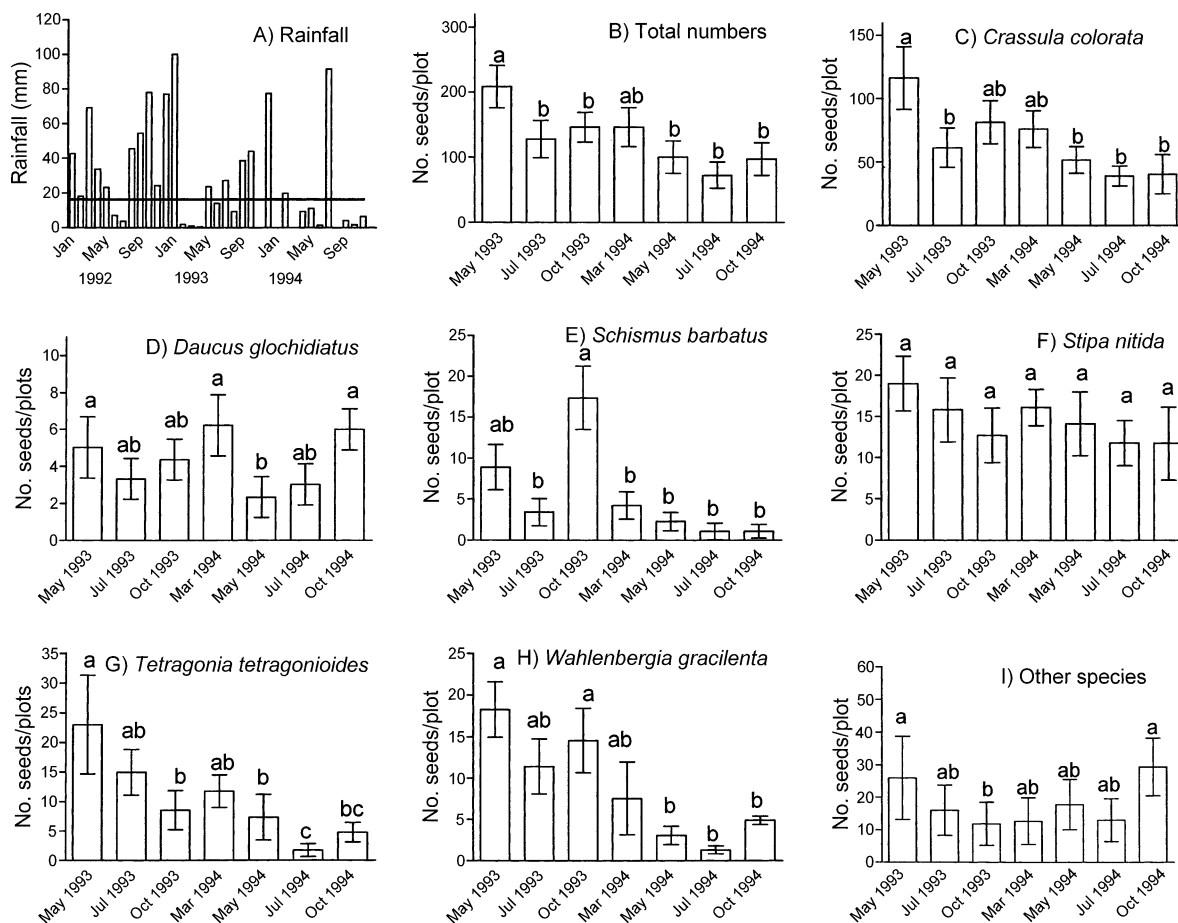 A) Rainfall
Rainfall (mm)
120
100
80
60
40
20
0
Jan
May
Sep
Jan
May
Sep
Jan
May
Sep
1992
1993
1994
B) Total numbers
No. seeds/plot
300
200
100
0
a
b
b
ab
b
b
b
May 1993
Jul 1993
Oct 1993
Mar 1994
May 1994
Jul 1994
Oct 1994
C) Crassula colorata
No. seeds/plot
150
100
50
0
a
b
ab
ab
b
b
b
May 1993
Jul 1993
Oct 1993
Mar 1994
May 1994
Jul 1994
Oct 1994
D) Daucus glochidiatus
No. seeds/plots
10
8
6
4
2
0
a
ab
ab
a
b
ab
a
May 1993
Jul 1993
Oct 1993
Mar 1994
May 1994
Jul 1994
Oct 1994
E) Schismus barbatus
No. seeds/plot
25
20
15
10
5
0
ab
b
a
b
b
b
b
May 1993
Jul 1993
Oct 1993
Mar 1994
May 1994
Jul 1994
Oct 1994
F) Stipa nitida
No. seeds/plot
25
20
15
10
5
0
a
a
a
a
a
a
a
May 1993
Jul 1993
Oct 1993
Mar 1994
May 1994
Jul 1994
Oct 1994
G) Tetragonia tetragonioides
No. seeds/plots
35
30
25
20
15
10
5
0
a
ab
b
ab
b
c
bc
May 1993
Jul 1993
Oct 1993
Mar 1994
May 1994
Jul 1994
Oct 1994
H) Wahlenbergia gracilenta
No. seeds/plot
25
20
15
10
5
0
a
ab
a
ab
b
b
b
May 1993
Jul 1993
Oct 1993
Mar 1994
May 1994
Jul 1994
Oct 1994
I) Other species
No. seeds/plot
60
50
40
30
20
10
0
a
ab
b
ab
ab
ab
a
May 1993
Jul 1993
Oct 1993
Mar 1994
May 1994
Jul 1994
Oct 1994